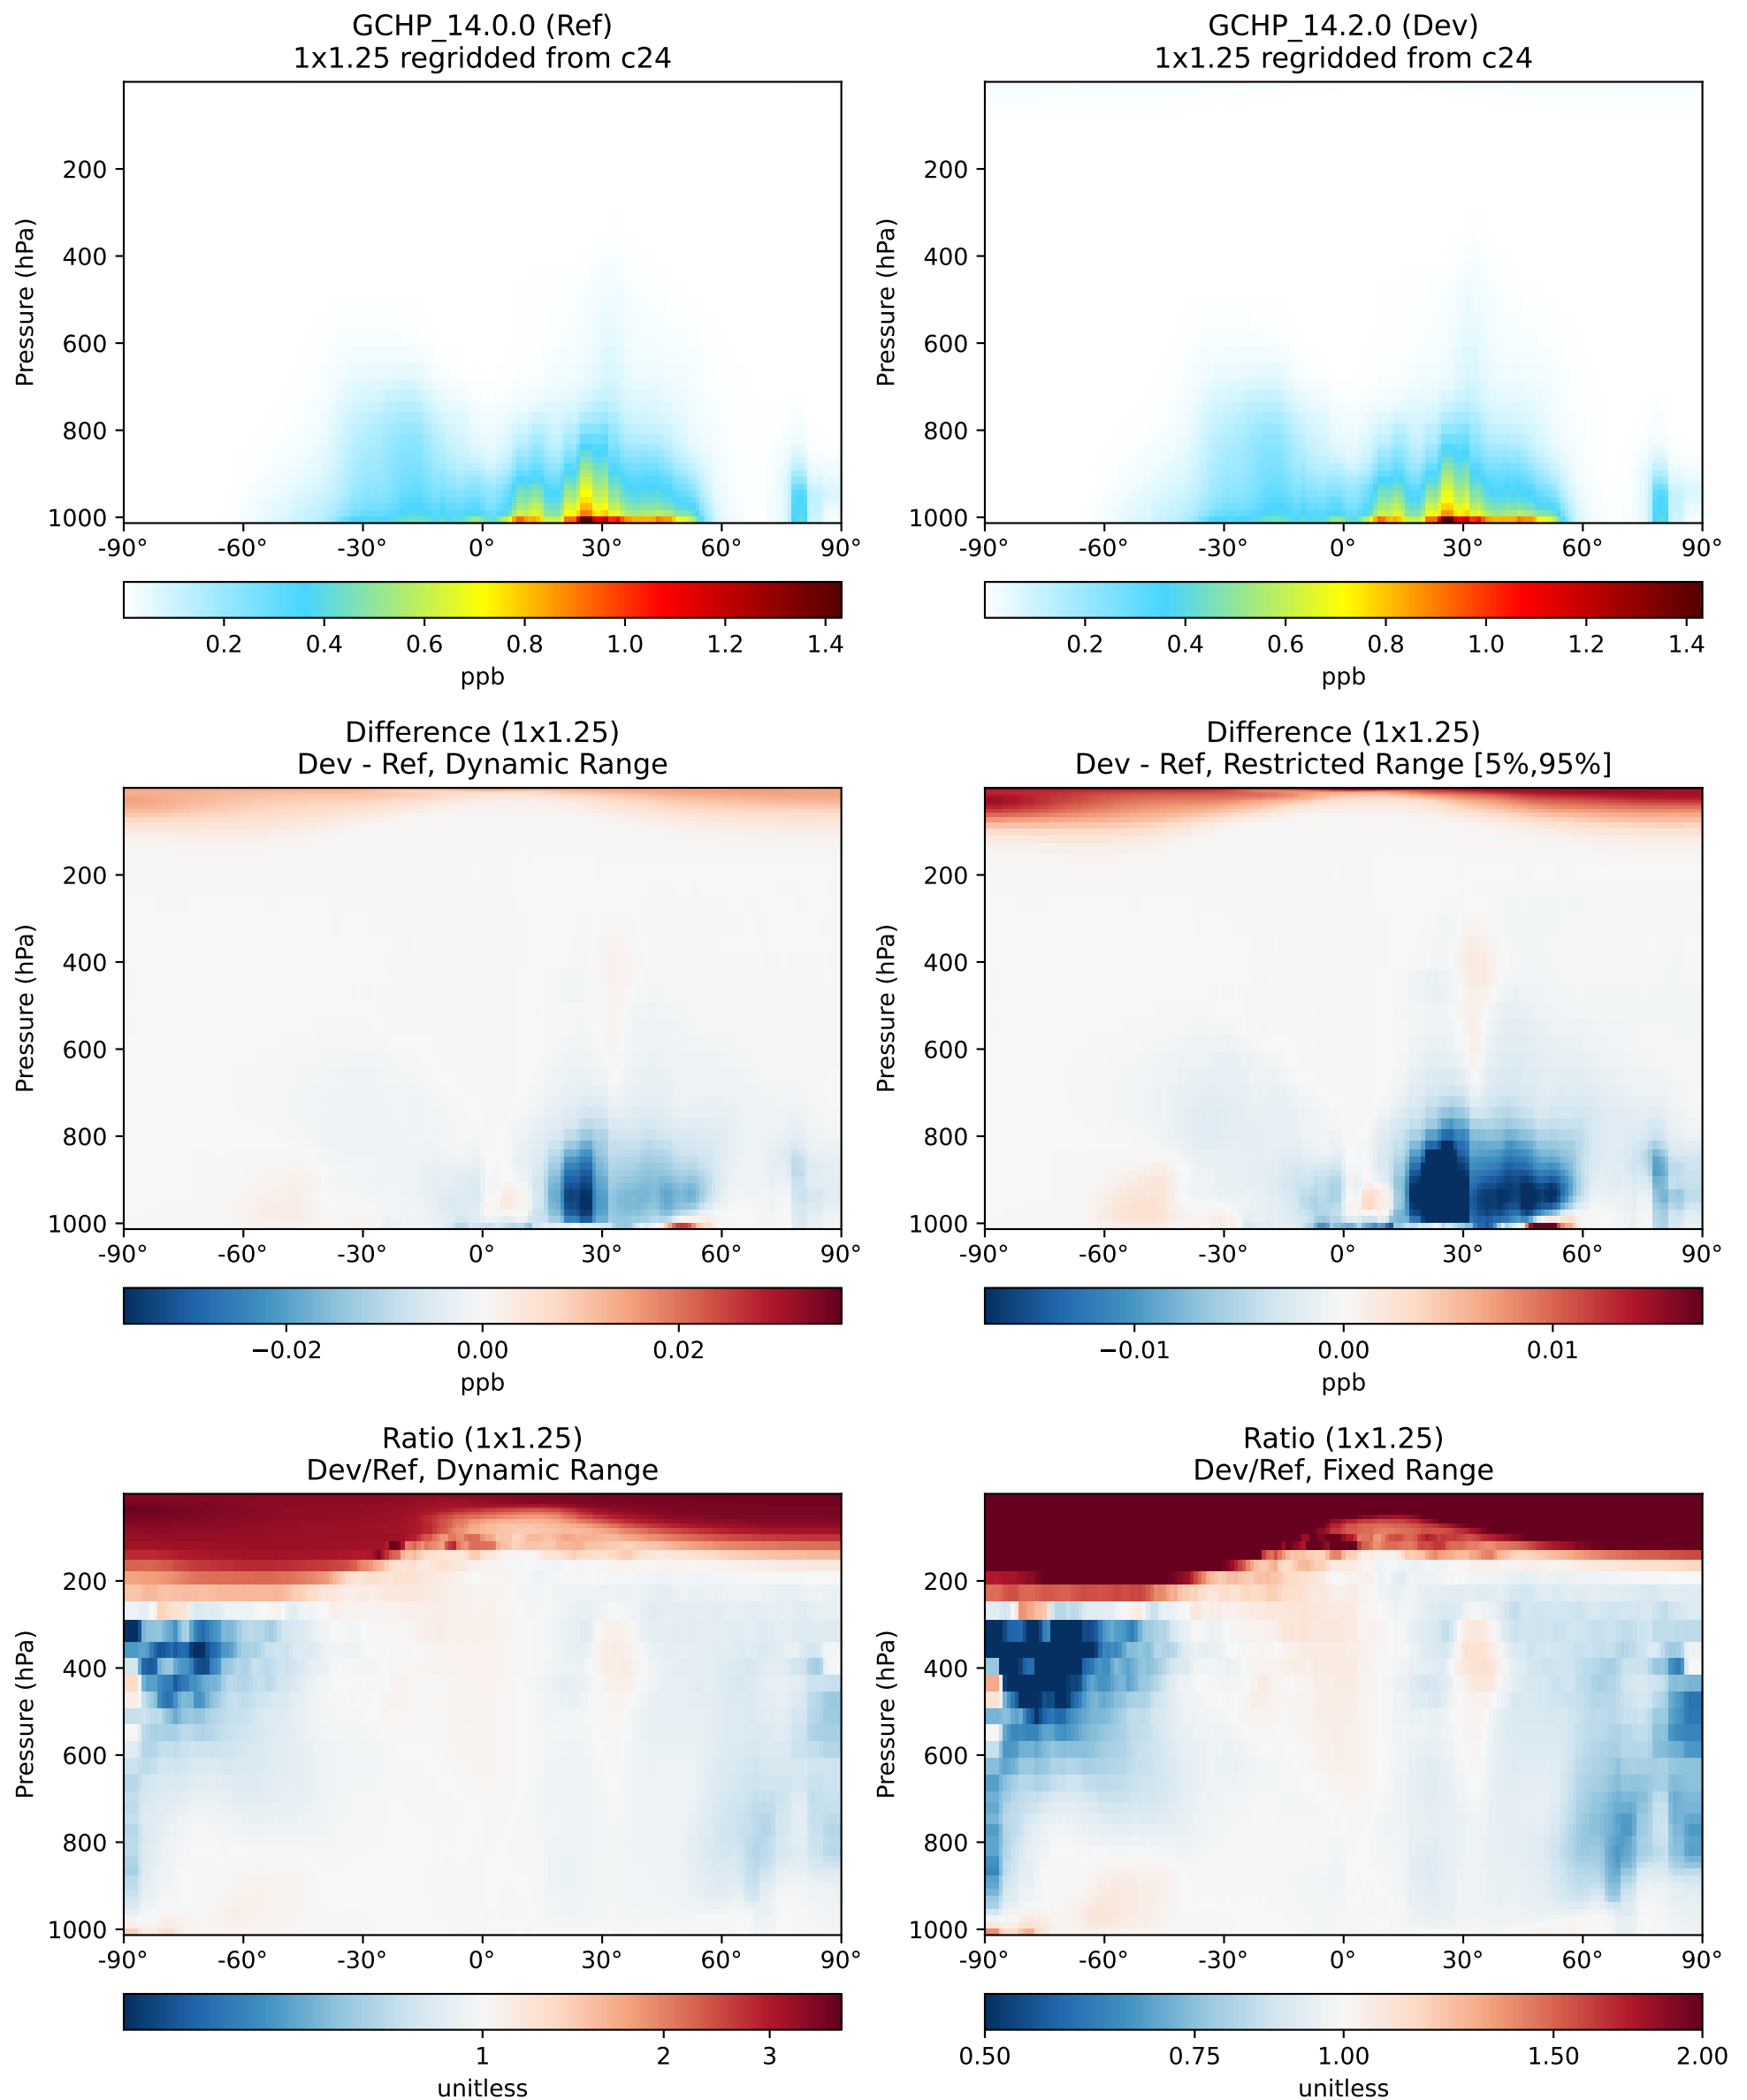 GCHP_14.0.0 (Ref)
1x1.25 regridded from c24
Pressure (hPa)
200
400
600
800
1000
-90° -60° -30° 0° 30° 60° 90°
0.2 0.4 0.6 0.8 1.0 1.2 1.4
ppb
GCHP_14.2.0 (Dev)
1x1.25 regridded from c24
Pressure (hPa)
200
400
600
800
1000
-90° -60° -30° 0° 30° 60° 90°
0.2 0.4 0.6 0.8 1.0 1.2 1.4
ppb
Difference (1x1.25)
Dev - Ref, Dynamic Range
Pressure (hPa)
200
400
600
800
1000
-90° -60° -30° 0° 30° 60° 90°
−0.02 0.00 0.02
ppb
Difference (1x1.25)
Dev - Ref, Restricted Range [5%,95%]
Pressure (hPa)
200
400
600
800
1000
-90° -60° -30° 0° 30° 60° 90°
−0.01 0.00 0.01
ppb
Ratio (1x1.25)
Dev/Ref, Dynamic Range
Pressure (hPa)
200
400
600
800
1000
-90° -60° -30° 0° 30° 60° 90°
1 2 3
unitless
Ratio (1x1.25)
Dev/Ref, Fixed Range
Pressure (hPa)
200
400
600
800
1000
-90° -60° -30° 0° 30° 60° 90°
0.50 0.75 1.00 1.50 2.00
unitless